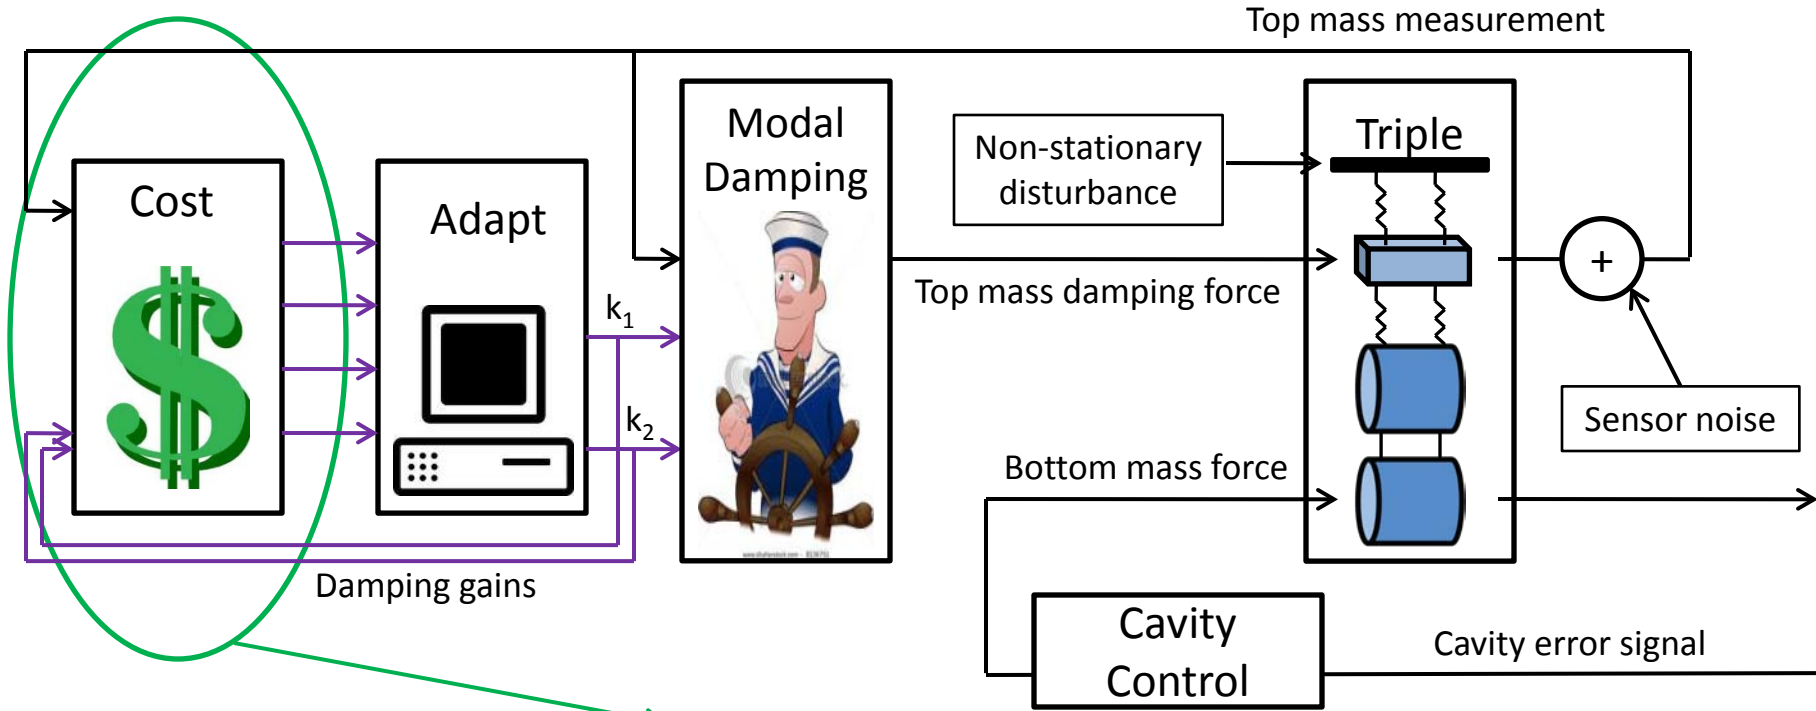 Top mass measurement
Cost
Adapt
Modal
Damping
Non-stationary
disturbance
Triple
+
Top mass damping force
k1
k2
Sensor noise
Bottom mass force
Damping gains
Cavity
Control
Cavity error signal